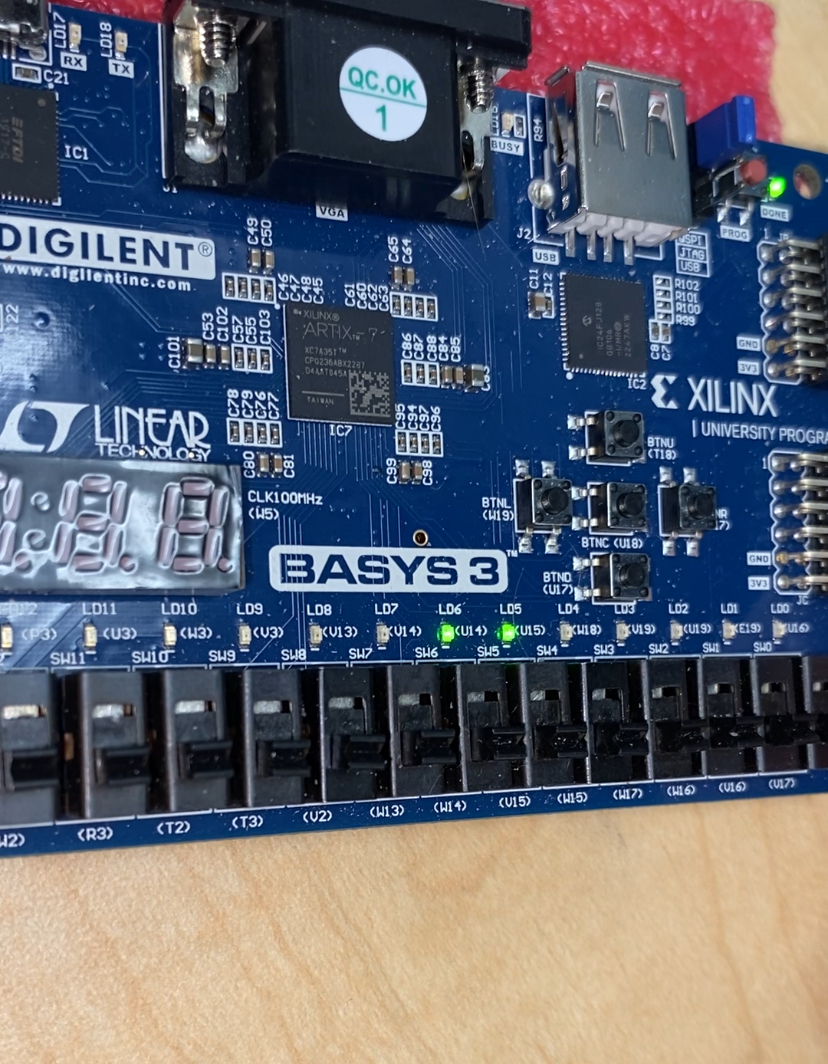 LD17
LD18
RX
TX
C21
IC1
QC.OK
1
BUSY
R94
VGA
J2
USB
DONE
PROG
QSPI
JTAG
USB
DIGILENT®
www.digilentinc.com
C49
C50
C65
C64
C46
C47
C48
C45
C61
C60
C62
C63
C11
C12
R102
R101
R100
R99
C101
C53
C102
C57
C55
C103
XILINX®
ARTIX™-7
XC7A35T™
TAIWAN
IC7
C86
C87
C88
C84
C85
IC2
GND
3V3
XILINX
UNIVERSITY PROGRA
LINEAR
TECHNOLOGY
C78
C79
C76
C77
C80
C81
C95
C94
C97
C96
C99
C98
CLK100MHz
(W5)
BTNU
(T18)
BTNL
(W19)
BTNC (U18)
BTND
(U17)
GND
3V3
JC
BASYS 3™
LD11
LD10
LD9
LD8
LD7
LD6
LD5
LD4
LD3
LD2
LD1
LD0
(P3)
(U3)
(W3)
(V3)
(V13)
(V14)
(U14)
(U15)
(W18)
(V19)
(U19)
(E19)
(U16)
SW11
SW10
SW9
SW8
SW7
SW6
SW5
SW4
SW3
SW2
SW1
SW0
(R3)
(T2)
(T3)
(V2)
(W13)
(W14)
(V15)
(W15)
(W17)
(W16)
(V16)
(V17)